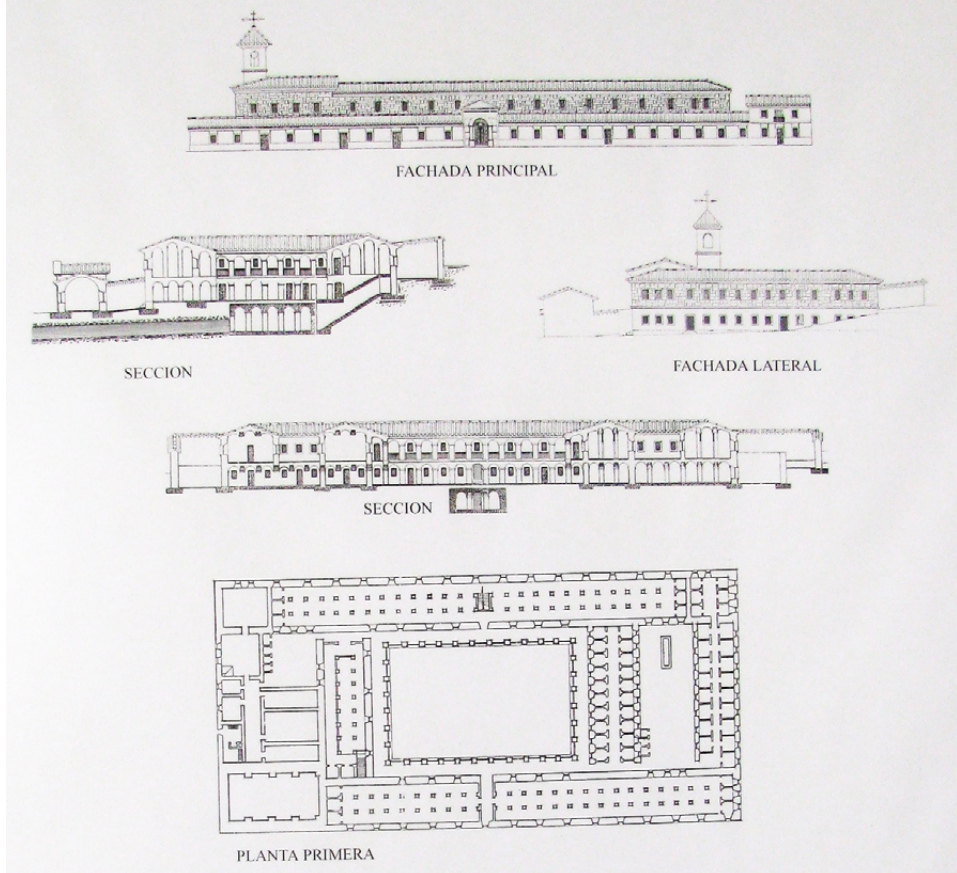 FACHADA PRINCIPAL
SECCION
FACHADA LATERAL
SECCION
PLANTA PRIMERA